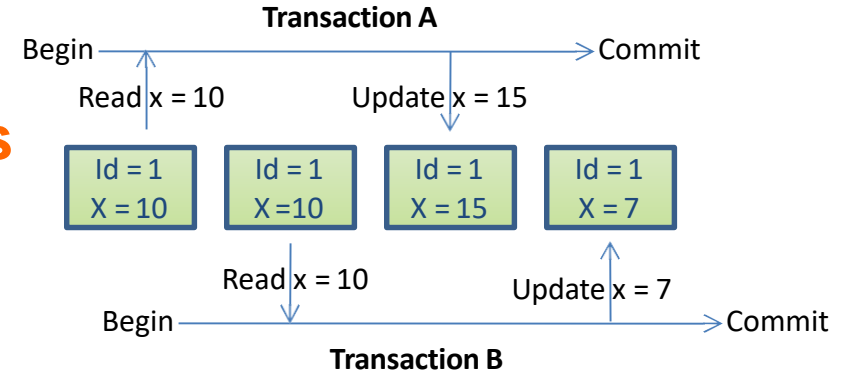 Transaction A
Begin
Commit
Read x = 10
Update x = 15
s
Id = 1
X = 10
Id = 1
X =10
Id = 1
X = 15
Id = 1
X = 7
Read x = 10
Update x = 7
Begin
Commit
Transaction B